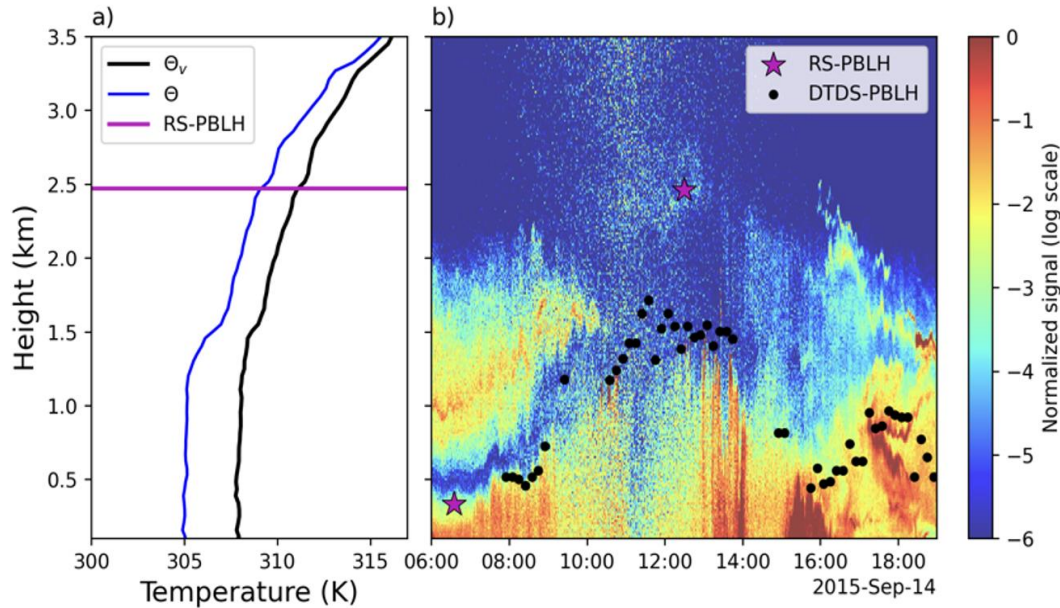 a)
b)
Θv
Θ
RS-PBLH
RS-PBLH
DTDS-PBLH
3.5
3.0
2.5
2.0
1.5
1.0
0.5
Height (km)
300
305
310
315
Temperature (K)
06:00
08:00
10:00
12:00
14:00
16:00
18:00
2015-Sep-14
0
−1
−2
−3
−4
−5
−6
Normalized signal (log scale)